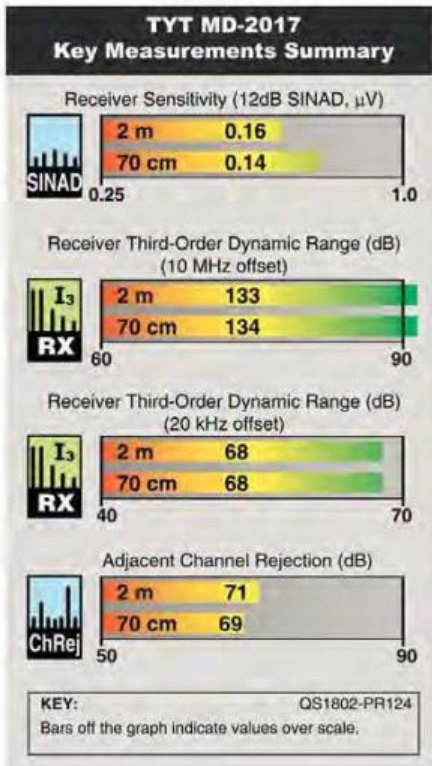 TYT MD-2017
Key Measurements Summary
Receiver Sensitivity (12dB SINAD, μV)
SINAD
2 m 0.16
70 cm 0.14
0.25 1.0
Receiver Third-Order Dynamic Range (dB)
(10 MHz offset)
I₃
RX
2 m 133
70 cm 134
60 90
Receiver Third-Order Dynamic Range (dB)
(20 kHz offset)
I₃
RX
2 m 68
70 cm 68
40 70
Adjacent Channel Rejection (dB)
ChRej
2 m 71
70 cm 69
50 90
KEY: QS1802-PR124
Bars off the graph indicate values over scale.